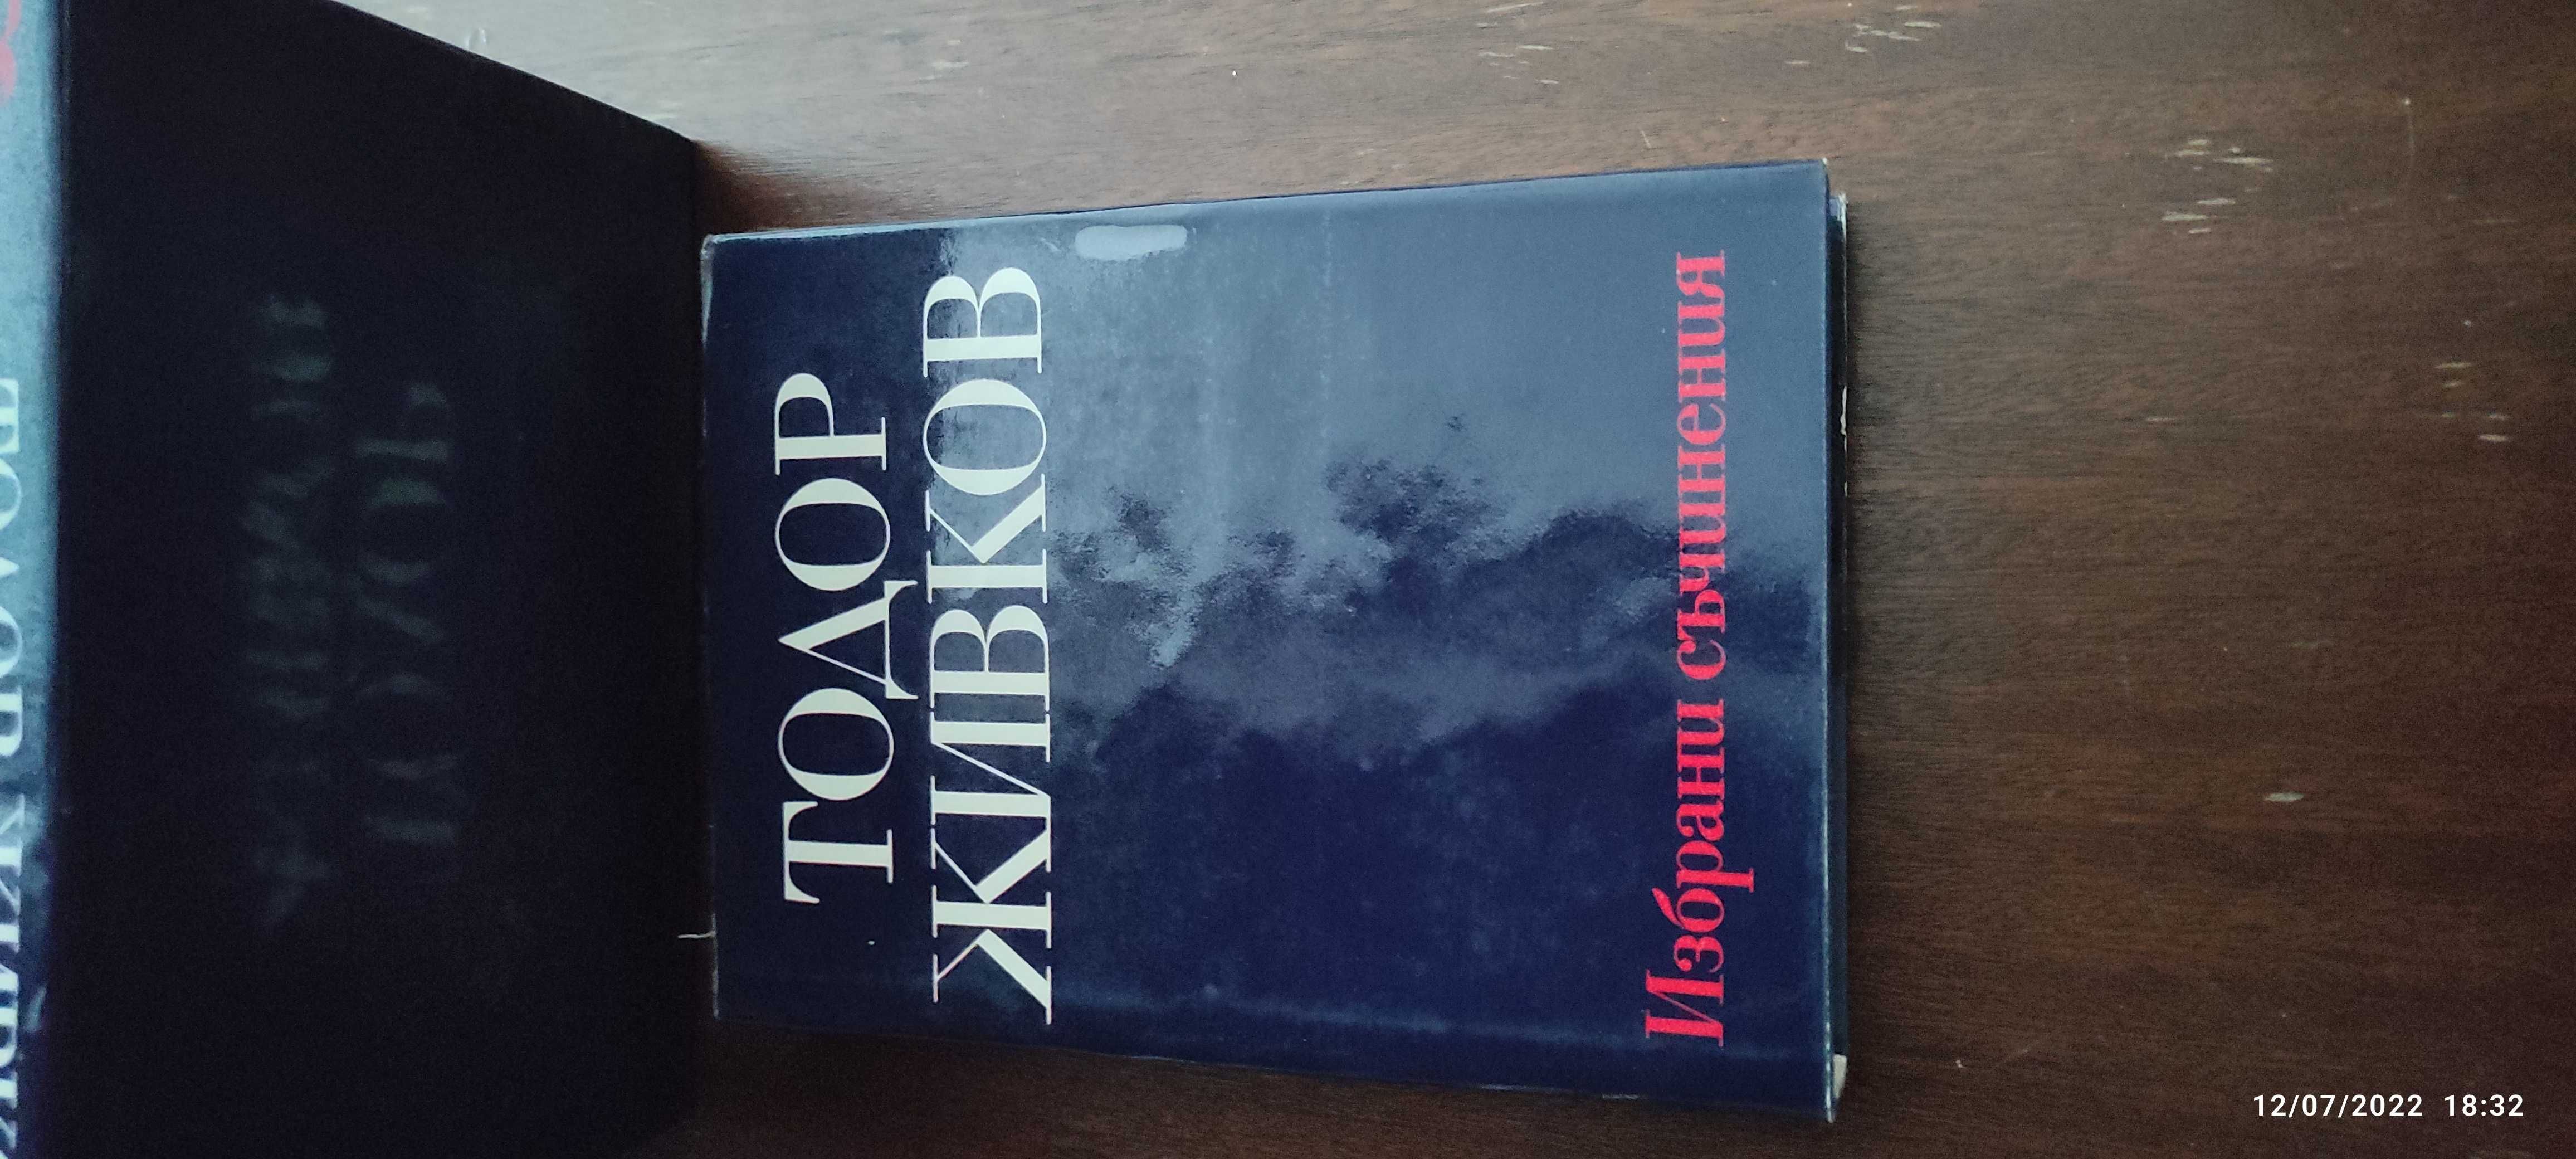 ТОДОР
ЖИВКОВ
Избрани съчинения
12/07/2022 18:32